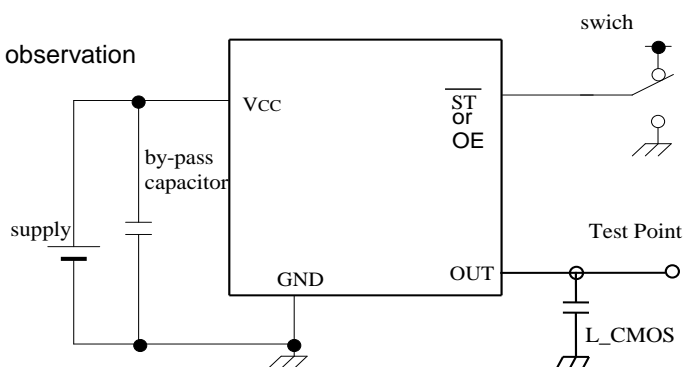 swich
observation
VCC
ST
or
OE
by-pass
capacitor
supply
Test Point
GND
OUT
L_CMOS